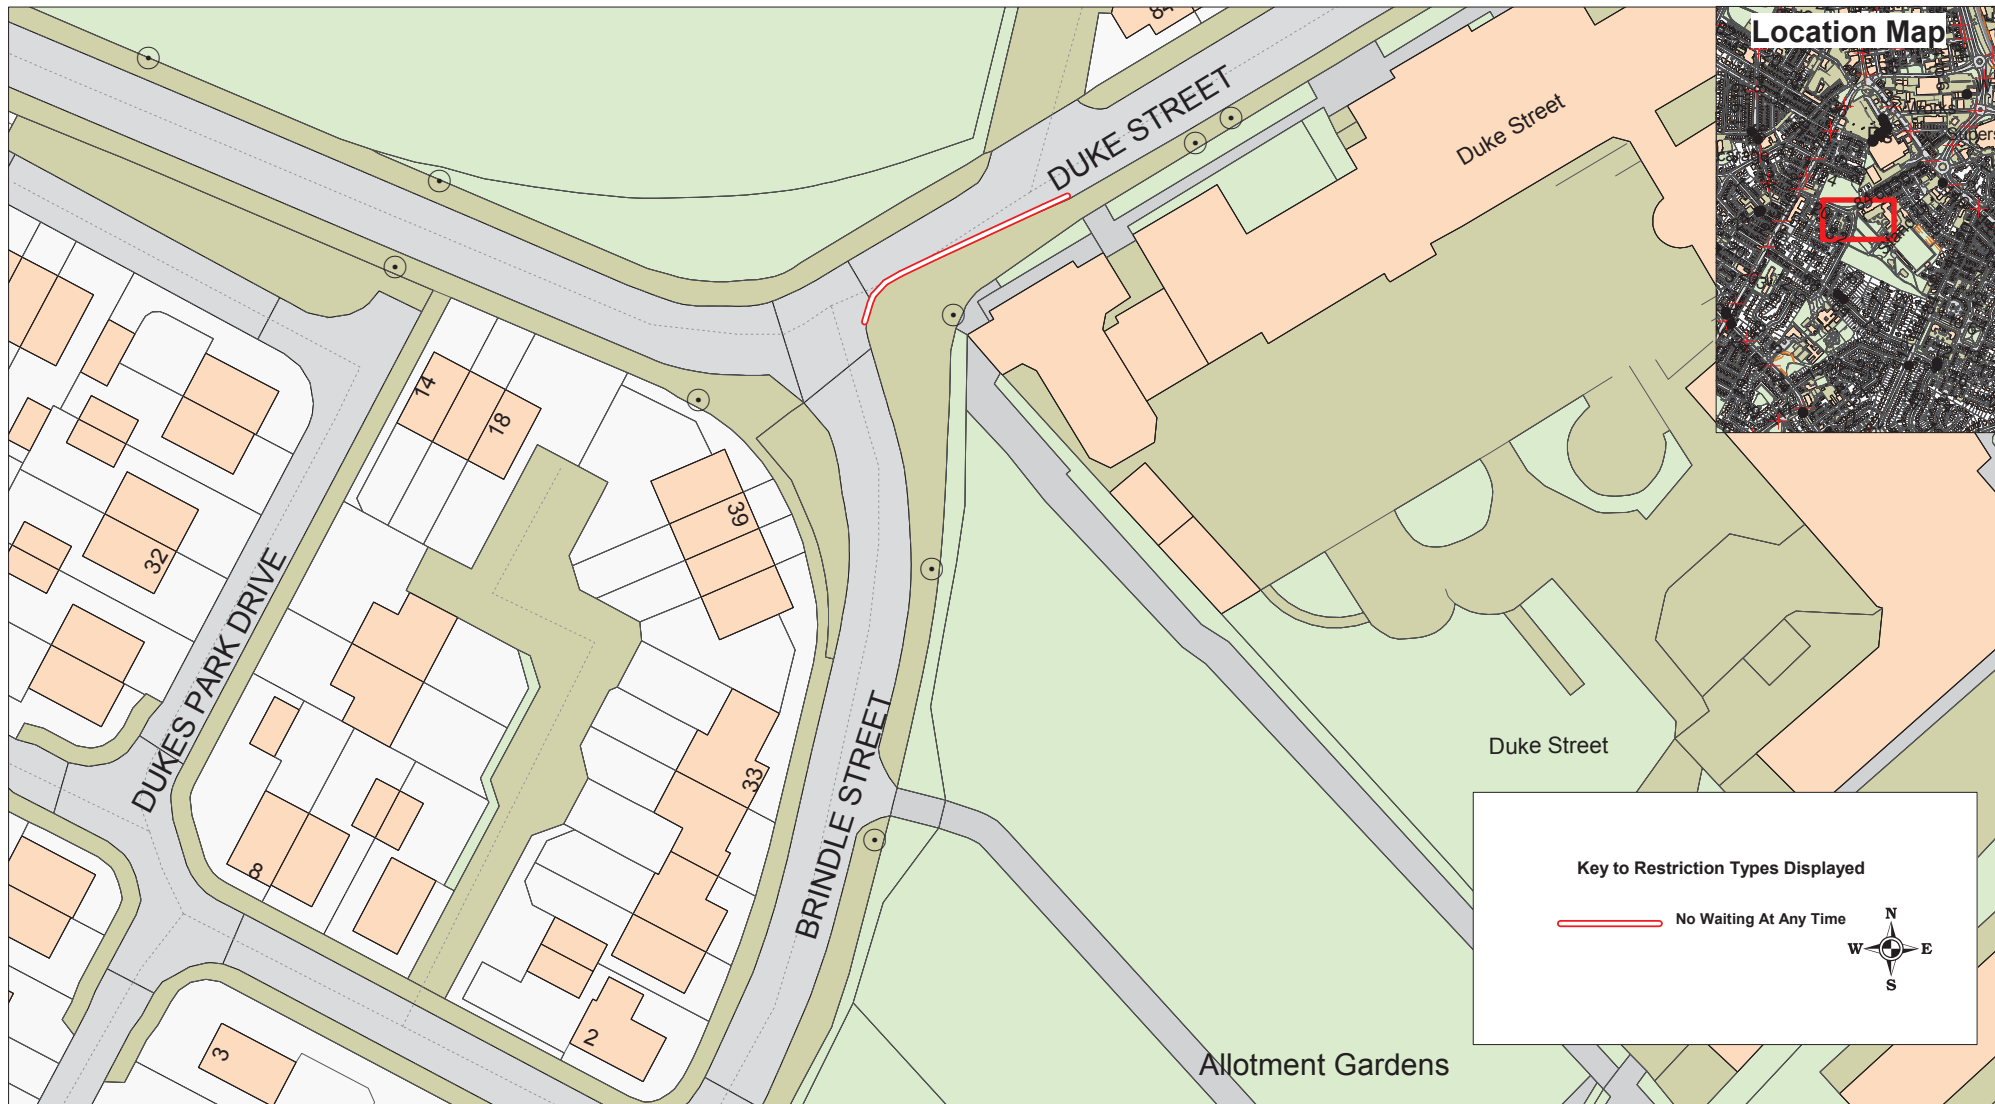 Location Map
84
DUKE STREET
Duke Street
14
18
39
32
DUKES PARK DRIVE
33
Duke Street
BRINDLE STREET
8
Key to Restriction Types Displayed
No Waiting At Any Time
N
W E
S
2
3
Allotment Gardens